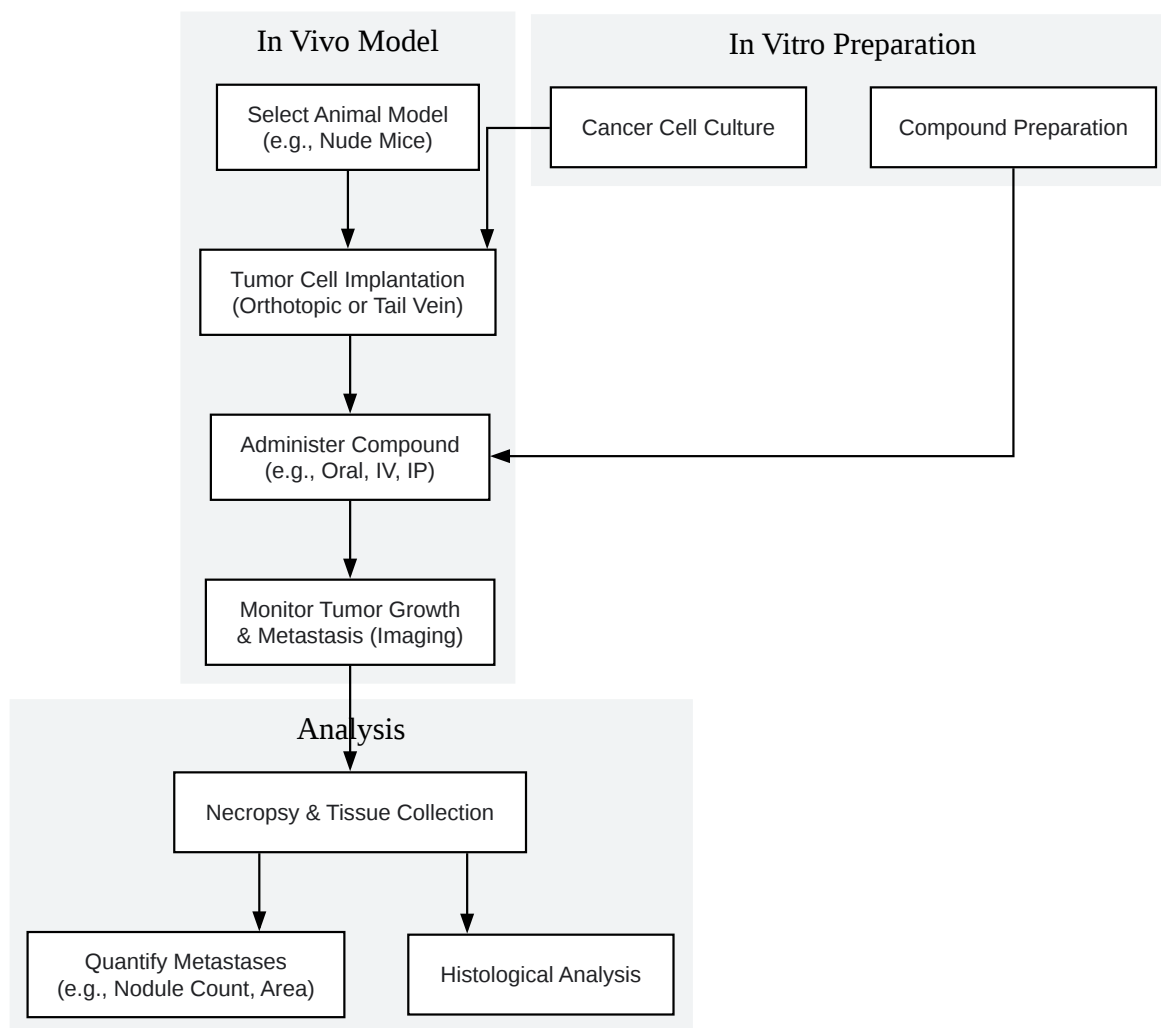 In Vivo Model
In Vitro Preparation
Select Animal Model
(e.g., Nude Mice)
Cancer Cell Culture
Compound Preparation
Tumor Cell Implantation
(Orthotopic or Tail Vein)
Administer Compound
(e.g., Oral, IV, IP)
Monitor Tumor Growth
& Metastasis (Imaging)
Analysis
Necropsy & Tissue Collection
Quantify Metastases
(e.g., Nodule Count, Area)
Histological Analysis